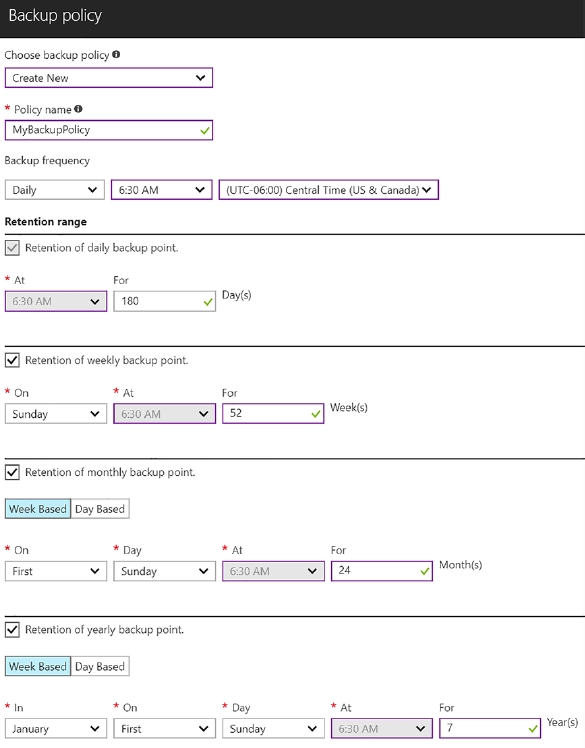 Backup policy
Choose backup policy
Create New
* Policy name
MyBackupPolicy
Backup frequency
Daily 6:30 AM (UTC-06:00) Central Time (US & Canada)
Retention range
Retention of daily backup point.
* At For
6:30 AM 180 Day(s)
Retention of weekly backup point.
* On * At For
Sunday 6:30 AM 52 Week(s)
Retention of monthly backup point.
Week Based Day Based
* On * Day * At For
First Sunday 6:30 AM 24 Month(s)
Retention of yearly backup point.
Week Based Day Based
* In * On * Day * At For
January First Sunday 6:30 AM 7 Year(s)